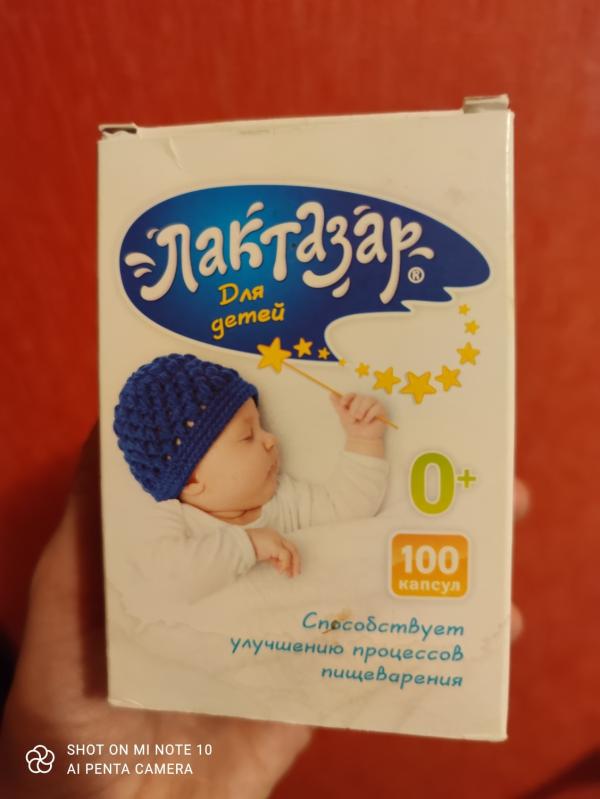 Лактазар®
Для
детей
0+
100
капсул
Способствует
улучшению процессов
пищеварения
SHOT ON MI NOTE 10
AI PENTA CAMERA